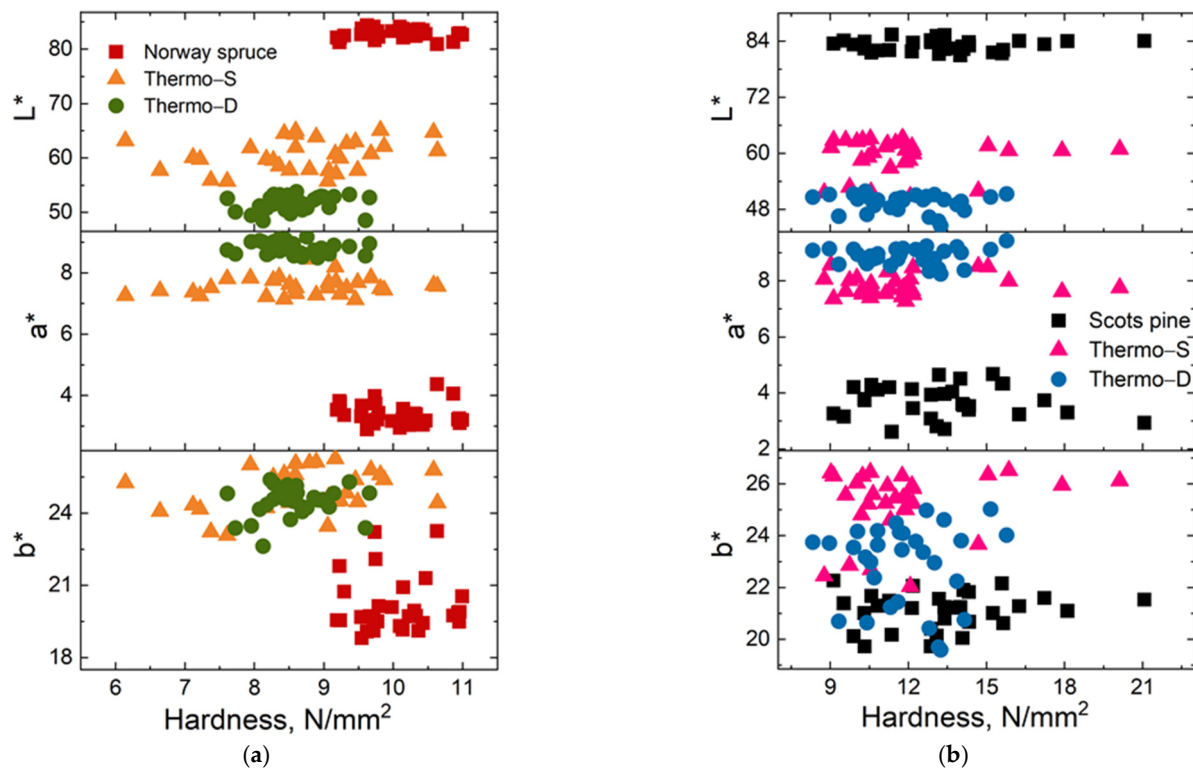 80
70
60
50
L*
Norway spruce
Thermo–S
Thermo–D
8
6
4
a*
24
21
18
b*
6 7 8 9 10 11
Hardness, N/mm²
(a)
84
72
60
48
L*
8
6
4
2
a*
Scots pine
Thermo–S
Thermo–D
26
24
22
20
b*
9 12 15 18 21
Hardness, N/mm²
(b)